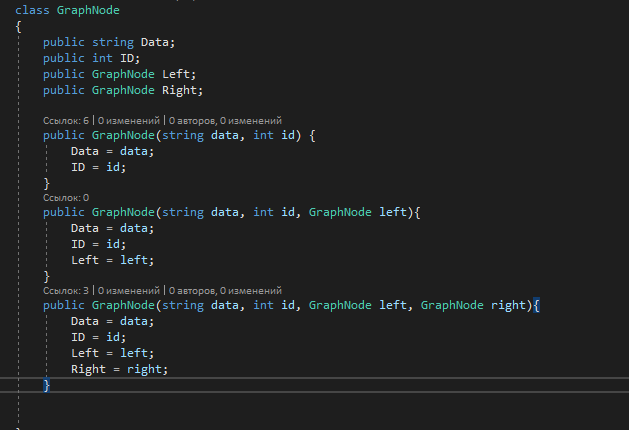 class GraphNode
{
public string Data;
public int ID;
public GraphNode Left;
public GraphNode Right;
Ссылок: 6 | 0 изменений | 0 авторов, 0 изменений
public GraphNode(string data, int id) {
Data = data;
ID = id;
}
Ссылок: 0
public GraphNode(string data, int id, GraphNode left){
Data = data;
ID = id;
Left = left;
}
Ссылок: 3 | 0 изменений | 0 авторов, 0 изменений
public GraphNode(string data, int id, GraphNode left, GraphNode right){
Data = data;
ID = id;
Left = left;
Right = right;
}